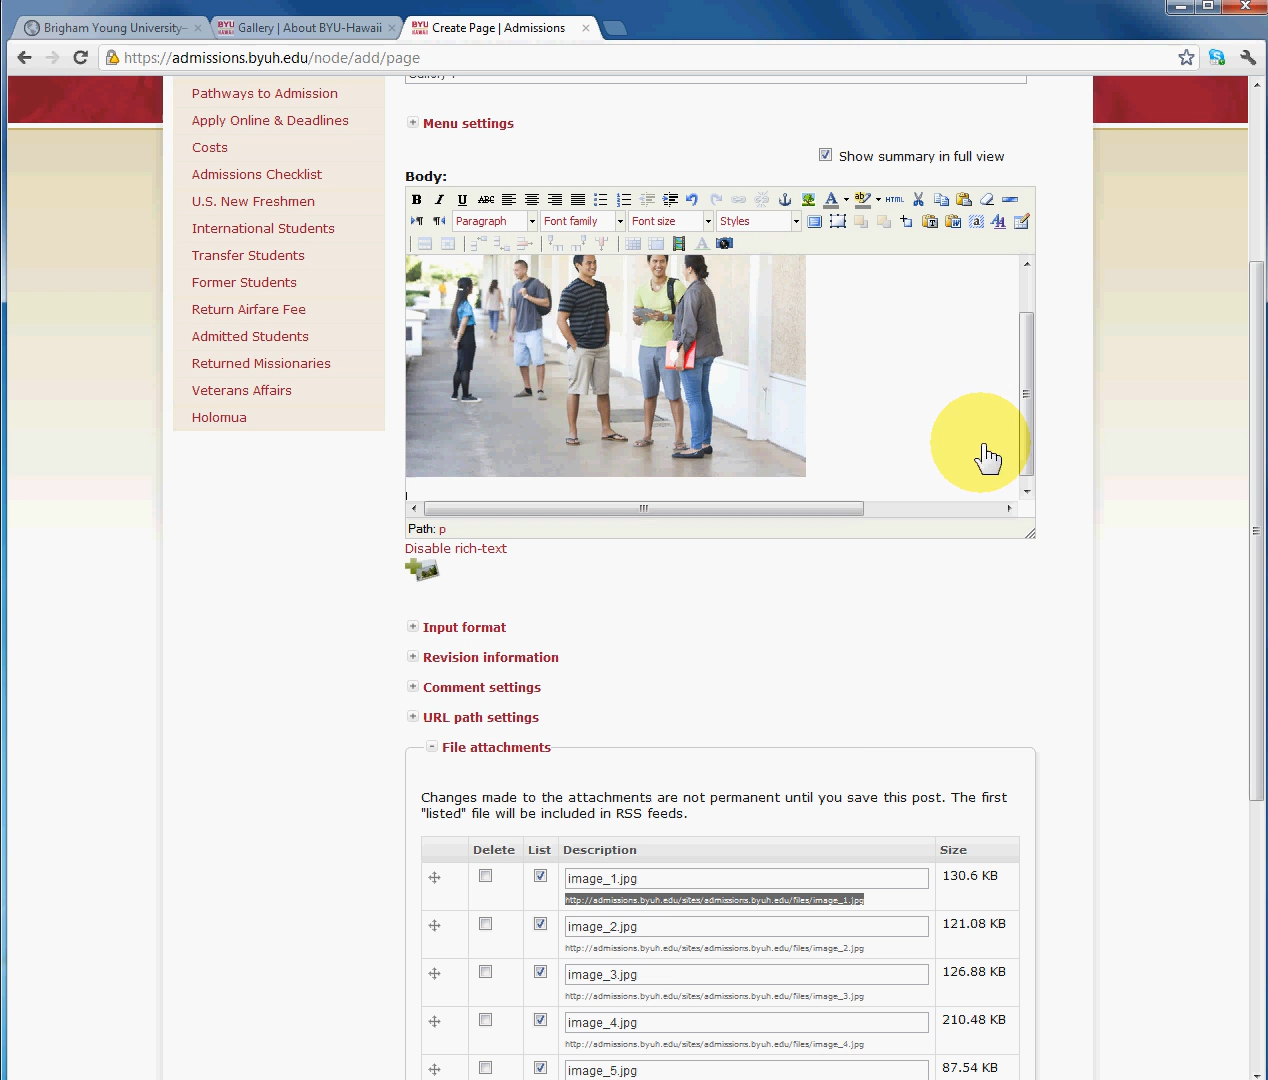 Brigham Young University–
BYU HAWAII Gallery | About BYU-Hawaii
BYU HAWAII Create Page | Admissions
https://admissions.byuh.edu/node/add/page
Pathways to Admission
Apply Online & Deadlines
Costs
Admissions Checklist
U.S. New Freshmen
International Students
Transfer Students
Former Students
Return Airfare Fee
Admitted Students
Returned Missionaries
Veterans Affairs
Holomua
Menu settings
Show summary in full view
Body:
B I U ABC HTML
Paragraph Font family Font size Styles
Path: p
Disable rich-text
Input format
Revision information
Comment settings
URL path settings
File attachments
Changes made to the attachments are not permanent until you save this post. The first
"listed" file will be included in RSS feeds.
Delete List Description Size
image_1.jpg 130.6 KB
http://admissions.byuh.edu/sites/admissions.byuh.edu/files/image_1.jpg
image_2.jpg 121.08 KB
http://admissions.byuh.edu/sites/admissions.byuh.edu/files/image_2.jpg
image_3.jpg 126.88 KB
http://admissions.byuh.edu/sites/admissions.byuh.edu/files/image_3.jpg
image_4.jpg 210.48 KB
http://admissions.byuh.edu/sites/admissions.byuh.edu/files/image_4.jpg
image_5.jpg 87.54 KB